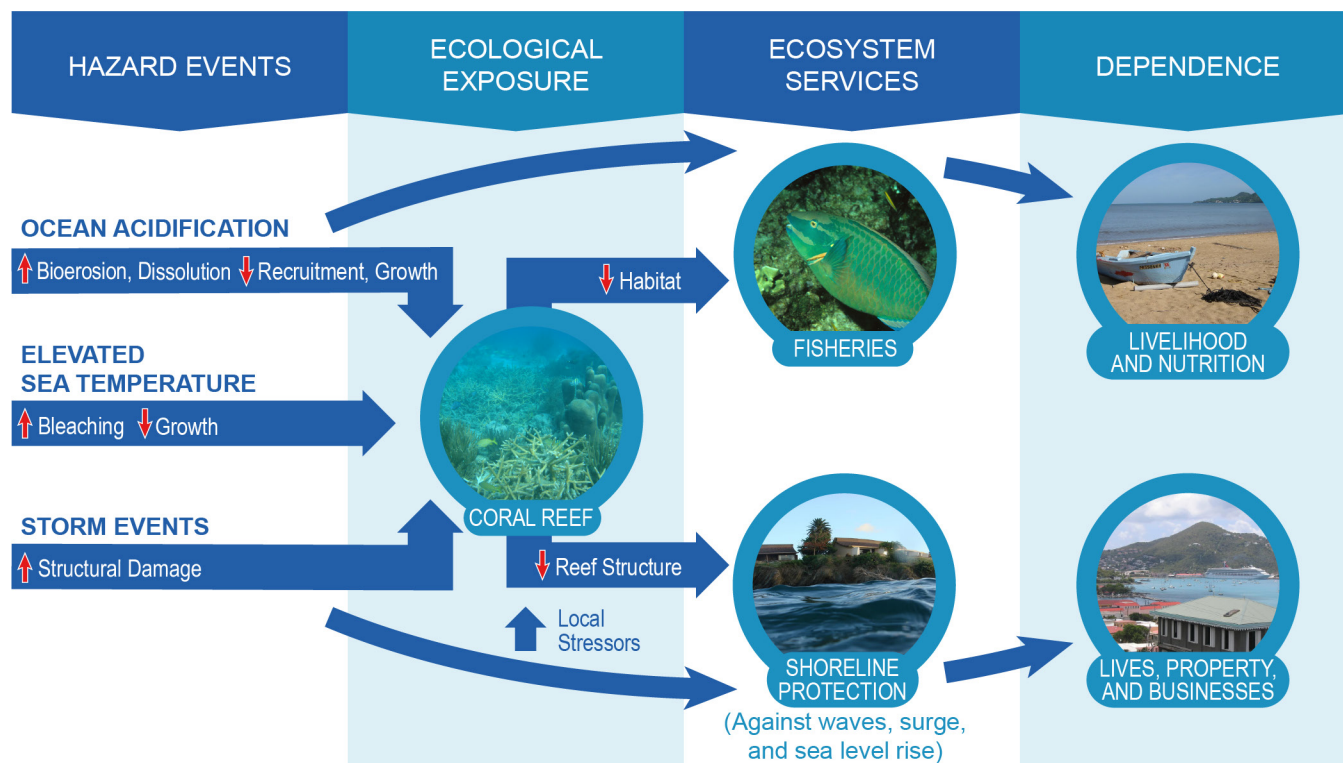 HAZARD EVENTS
ECOLOGICAL
EXPOSURE
ECOSYSTEM
SERVICES
DEPENDENCE
OCEAN ACIDIFICATION
Bioerosion, Dissolution Recruitment, Growth
ELEVATED
SEA TEMPERATURE
Bleaching Growth
STORM EVENTS
Structural Damage
CORAL REEF
Habitat
Reef Structure
Local
Stressors
FISHERIES
SHORELINE
PROTECTION
(Against waves, surge,
and sea level rise)
LIVELIHOOD
AND NUTRITION
LIVES, PROPERTY,
AND BUSINESSES